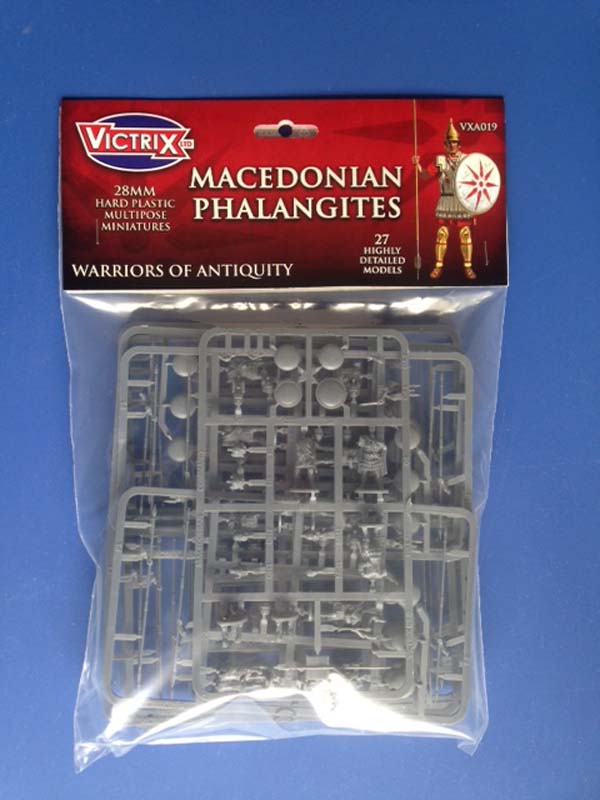 VICTRIX LTD
VXA019
28MM
HARD PLASTIC
MULTIPOSE
MINIATURES
MACEDONIAN
PHALANGITES
27
HIGHLY
DETAILED
MODELS
WARRIORS OF ANTIQUITY